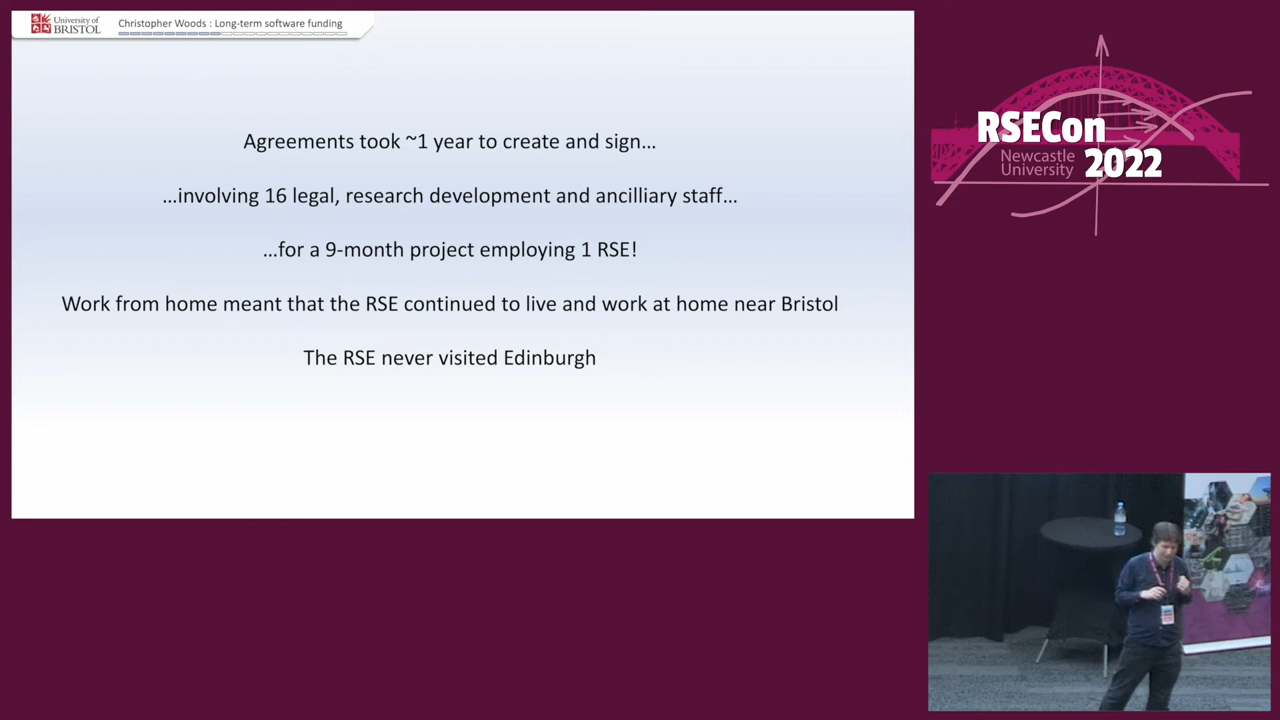 University of
BRISTOL
Christopher Woods : Long-term software funding
Agreements took ~1 year to create and sign…
…involving 16 legal, research development and ancilliary staff…
…for a 9-month project employing 1 RSE!
Work from home meant that the RSE continued to live and work at home near Bristol
The RSE never visited Edinburgh
RSECon
Newcastle
University
2022